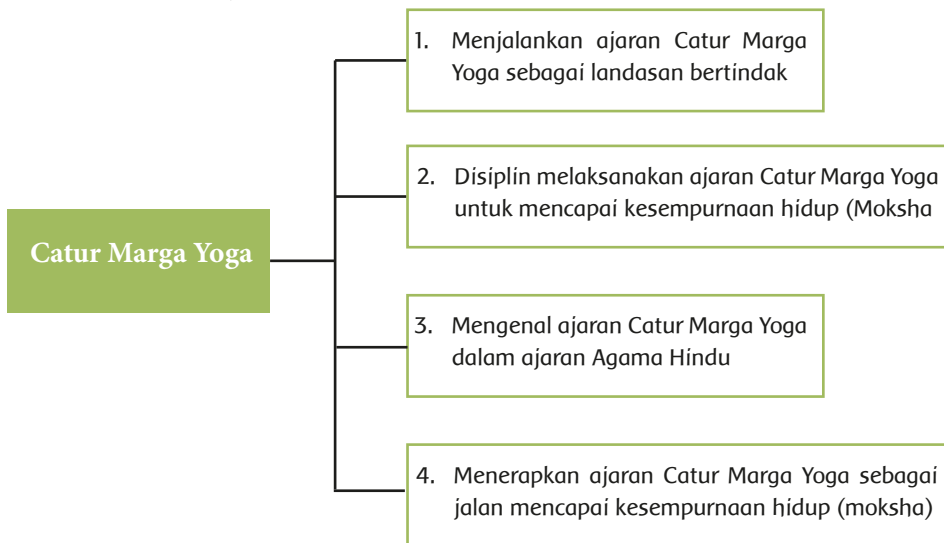 1. Menjalankan ajaran Catur Marga
Yoga sebagai landasan bertindak
2. Disiplin melaksanakan ajaran Catur Marga Yoga
untuk mencapai kesempurnaan hidup (Moksha
Catur Marga Yoga
3. Mengenal ajaran Catur Marga Yoga
dalam ajaran Agama Hindu
4. Menerapkan ajaran Catur Marga Yoga sebagai
jalan mencapai kesempurnaan hidup (moksha)